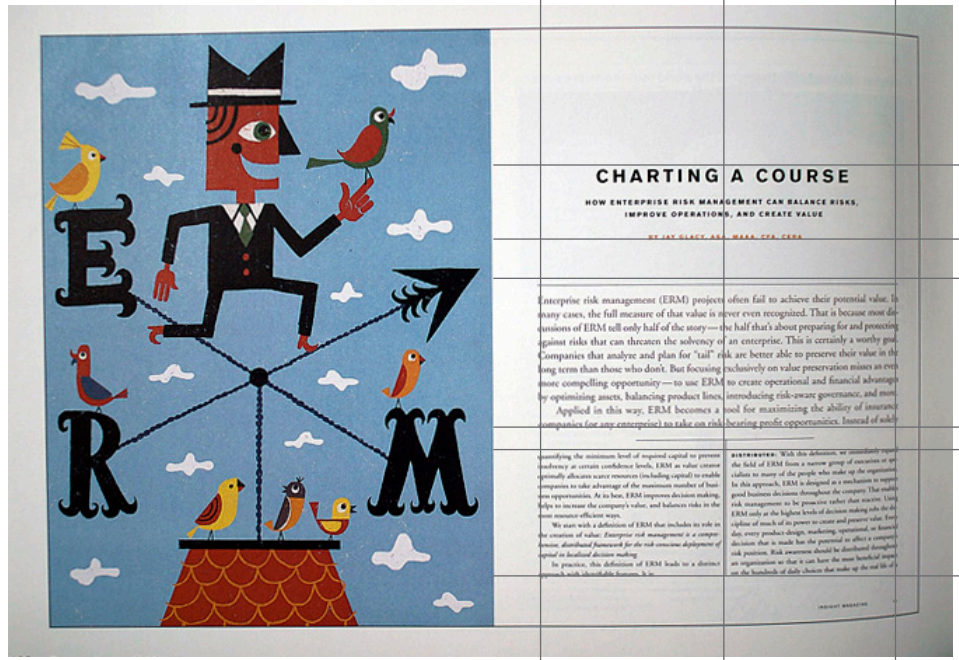 E
R M
CHARTING A COURSE
HOW ENTERPRISE RISK MANAGEMENT CAN BALANCE RISKS,
IMPROVE OPERATIONS, AND CREATE VALUE
BY JAY GLACY, ASA, MAAA, CFA, CERA
Enterprise risk management (ERM) projects often fail to achieve their potential value. In
many cases, the full measure of that value is never even recognized. That is because most dis-
cussions of ERM tell only half of the story—the half that's about preparing for and protecting
against risks that can threaten the solvency of an enterprise. This is certainly a worthy goal.
Companies that analyze and plan for "tail" risk are better able to preserve their value in the
long term than those who don't. But focusing exclusively on value preservation misses an even
more compelling opportunity—to use ERM to create operational and financial advantages
by optimizing assets, balancing product lines, introducing risk-aware governance, and more.
Applied in this way, ERM becomes a tool for maximizing the ability of insurance
companies (or any enterprise) to take on risk-bearing profit opportunities. Instead of solely
quantifying the minimum level of required capital to prevent
insolvency at certain confidence levels, ERM as value creator
optimally allocates scarce resources (including capital) to enable
companies to take advantage of the maximum number of busi-
ness opportunities. At its best, ERM improves decision making,
helps to increase the company's value, and balances risks in the
most resource-efficient ways.
We start with a definition of ERM that includes its role in
the creation of value: Enterprise risk management is a compre-
hensive, distributed framework for the risk conscious deployment of
capital in localized decision making
In practice, this definition of ERM leads to a distinct
approach with identifiable features. It is
DISTRIBUTED: With this definition, we immediately expand
the field of ERM from a narrow group of executives or spe-
cialists to many of the people who make up the organization.
In this approach, ERM is designed as a mechanism to support
good business decisions throughout the company. That enables
risk management to be proactive rather than reactive. Using
ERM only at the highest levels of decision making robs the dis-
cipline of much of its power to create and preserve value. Every
day, every product-design, marketing, operational, or financial
decision that is made has the potential to affect a company's
risk position. Risk awareness should be distributed throughout
an organization so that it can have the most beneficial impact
on the hundreds of daily choices that make up the real life of a
INSIGHT MAGAZINE